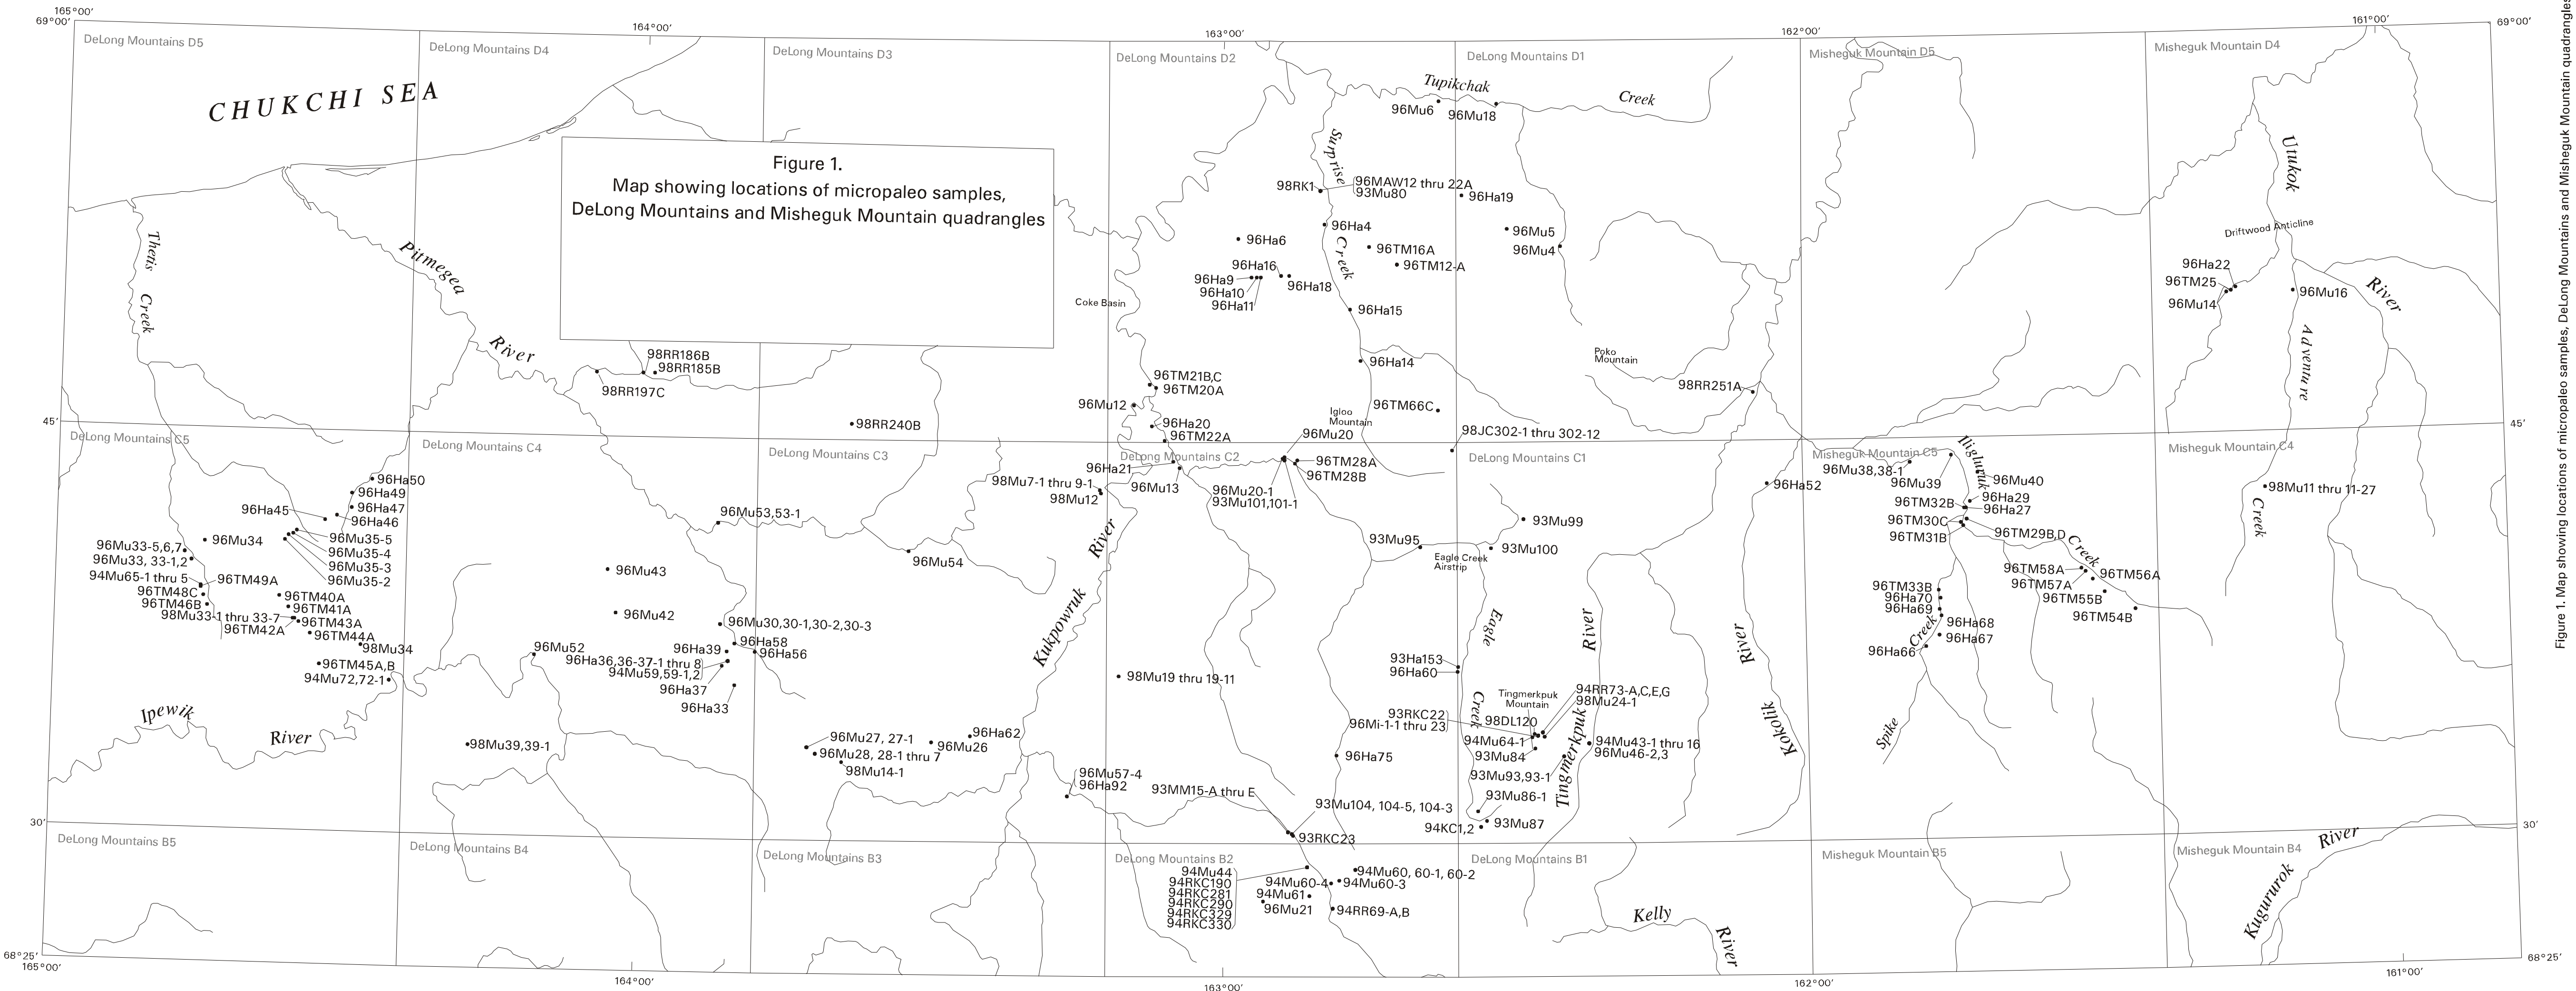 165°00'
69°00'
164°00'
163°00'
162°00'
161°00'
69°00'
DeLong Mountains D5
DeLong Mountains D4
DeLong Mountains D3
DeLong Mountains D2
DeLong Mountains D1
Misheguk Mountain D5
Misheguk Mountain D4
CHUKCHI SEA
Figure 1.
Map showing locations of micropaleo samples,
DeLong Mountains and Misheguk Mountain quadrangles
Tupikchak
Creek
96Mu6
96Mu18
Surprise
Creek
98RK1
96MAW12 thru 22A
93Mu80
96Ha19
96Ha4
96Mu5
96Mu4
96Ha6
96TM16A
96TM12-A
96Ha16
96Ha9
96Ha10
96Ha11
96Ha18
96Ha15
96Ha14
Coke Basin
Thetis
Creek
Pitmegea
River
98RR186B
98RR185B
98RR197C
98RR240B
96TM21B,C
96TM20A
96Mu12
96Ha20
96TM22A
96TM66C
Igloo
Mountain
Poko
Mountain
98RR251A
Utukok
River
Driftwood Anticline
96Ha22
96TM25
96Mu14
96Mu16
Adventure
Creek
45'
45'
DeLong Mountains C5
DeLong Mountains C4
DeLong Mountains C3
DeLong Mountains C2
DeLong Mountains C1
Misheguk Mountain C5
Misheguk Mountain C4
96Mu20
98JC302-1 thru 302-12
96Ha21
96Mu13
98Mu7-1 thru 9-1
98Mu12
96TM28A
96TM28B
96Mu20-1
93Mu101,101-1
96Ha50
96Ha49
96Ha47
96Ha46
96Ha45
96Mu35-5
96Mu35-4
96Mu35-3
96Mu35-2
96Mu34
96Mu33-5,6,7
96Mu33, 33-1,2
94Mu65-1 thru 5
96TM49A
96TM48C
96TM46B
96TM40A
96TM41A
98Mu33-1 thru 33-7
96TM43A
96TM42A
96TM44A
98Mu34
96TM45A,B
94Mu72,72-1
Ipewik
River
96Mu53,53-1
96Mu54
96Mu43
96Mu42
96Mu30,30-1,30-2,30-3
96Ha58
96Ha39
96Ha56
96Mu52
96Ha36,36-37-1 thru 8
94Mu59,59-1,2
96Ha37
96Ha33
98Mu39,39-1
96Mu27, 27-1
96Mu28, 28-1 thru 7
98Mu14-1
96Ha62
96Mu26
Kukpowruk
River
98Mu19 thru 19-11
96Mu57-4
96Ha92
93MM15-A thru E
93Mu104, 104-5, 104-3
93RKC23
93Mu99
93Mu95
93Mu100
Eagle Creek
Airstrip
Eagle
Creek
93Ha153
96Ha60
Tingmerkpuk
Mountain
94RR73-A,C,E,G
98Mu24-1
93RKC22
96Mi-1-1 thru 23
98DL120
94Mu64-1
93Mu84
94Mu43-1 thru 16
96Mu46-2,3
93Mu93,93-1
96Ha75
93Mu86-1
94KC1,2
93Mu87
Tingmerkpuk
River
Kokolik
River
96Ha52
96Mu38,38-1
96Mu39
Iligluruk
Creek
96Mu40
96TM32B
96Ha29
96Ha27
96TM30C
96TM31B
96TM29B,D
96TM58A
96TM57A
96TM56A
96TM55B
96TM54B
96TM33B
96Ha70
96Ha69
96Ha68
96Ha67
96Ha66
Spike
Creek
98Mu11 thru 11-27
30'
30'
DeLong Mountains B5
DeLong Mountains B4
DeLong Mountains B3
DeLong Mountains B2
DeLong Mountains B1
Misheguk Mountain B5
Misheguk Mountain B4
94Mu44
94RKC190
94RKC281
94RKC290
94RKC329
94RKC330
94Mu60, 60-1, 60-2
94Mu60-4
94Mu60-3
94Mu61
96Mu21
94RR69-A,B
Kelly
River
Kugururok
River
68°25'
165°00'
164°00'
163°00'
162°00'
161°00'
68°25'
Figure 1. Map showing locations of micropaleo samples, DeLong Mountains and Misheguk Mountain quadrangles